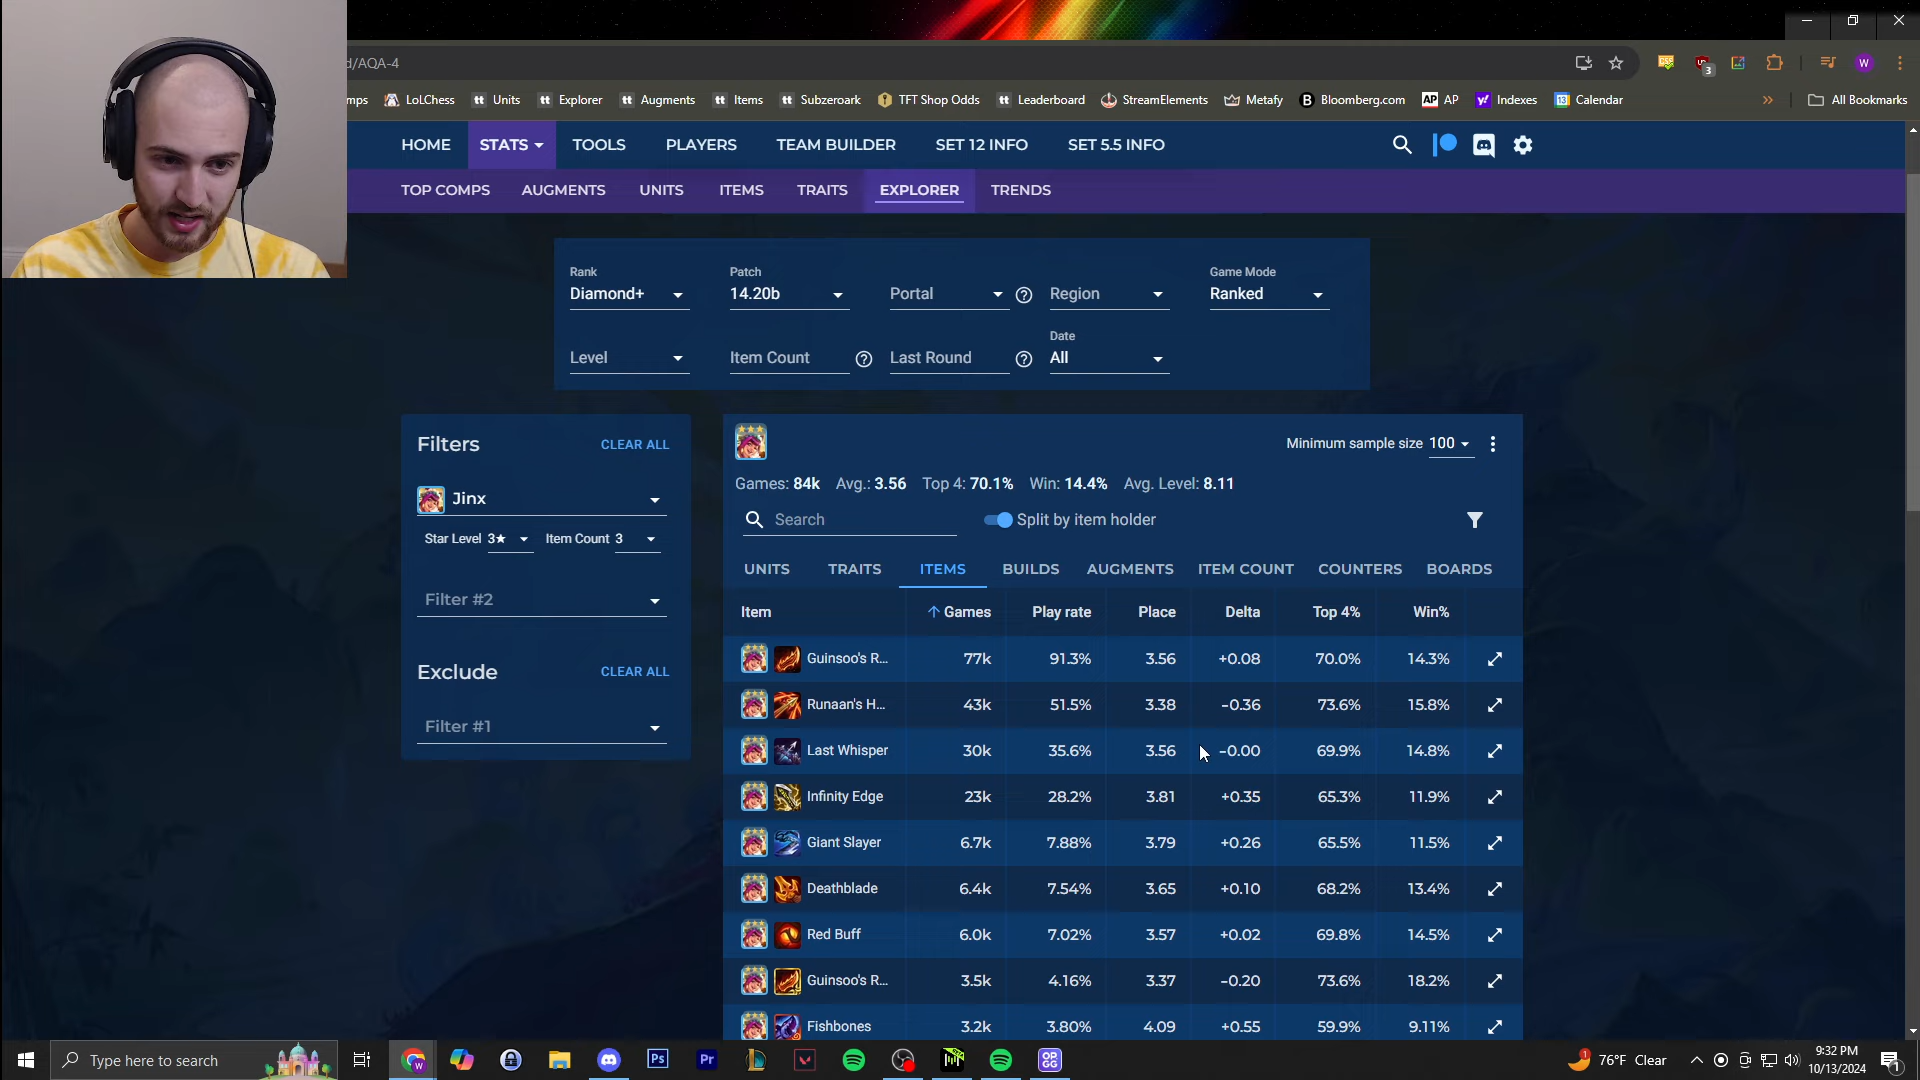 d/AQA-4
3
W
mps LoLChess Units Explorer Augments Items Subzeroark TFT Shop Odds Leaderboard StreamElements Metafy Bloomberg.com AP AP Indexes 13 Calendar » All Bookmarks
HOME STATS TOOLS PLAYERS TEAM BUILDER SET 12 INFO SET 5.5 INFO
TOP COMPS AUGMENTS UNITS ITEMS TRAITS EXPLORER TRENDS
Rank Patch Game Mode
Diamond+ 14.20b Portal Region Ranked
Date
Level Item Count Last Round All
Filters CLEAR ALL
Jinx
Star Level 3★ Item Count 3
Filter #2
Exclude CLEAR ALL
Filter #1
Minimum sample size 100
Games: 84k Avg.: 3.56 Top 4: 70.1% Win: 14.4% Avg. Level: 8.11
Search Split by item holder
UNITS TRAITS ITEMS BUILDS AUGMENTS ITEM COUNT COUNTERS BOARDS
Item Games Play rate Place Delta Top 4% Win%
Guinsoo's R... 77k 91.3% 3.56 +0.08 70.0% 14.3%
Runaan's H... 43k 51.5% 3.38 -0.36 73.6% 15.8%
Last Whisper 30k 35.6% 3.56 -0.00 69.9% 14.8%
Infinity Edge 23k 28.2% 3.81 +0.35 65.3% 11.9%
Giant Slayer 6.7k 7.88% 3.79 +0.26 65.5% 11.5%
Deathblade 6.4k 7.54% 3.65 +0.10 68.2% 13.4%
Red Buff 6.0k 7.02% 3.57 +0.02 69.8% 14.5%
Guinsoo's R... 3.5k 4.16% 3.37 -0.20 73.6% 18.2%
Fishbones 3.2k 3.80% 4.09 +0.55 59.9% 9.11%
Type here to search
Ps Pr OP.GG
76°F Clear
9:32 PM
10/13/2024